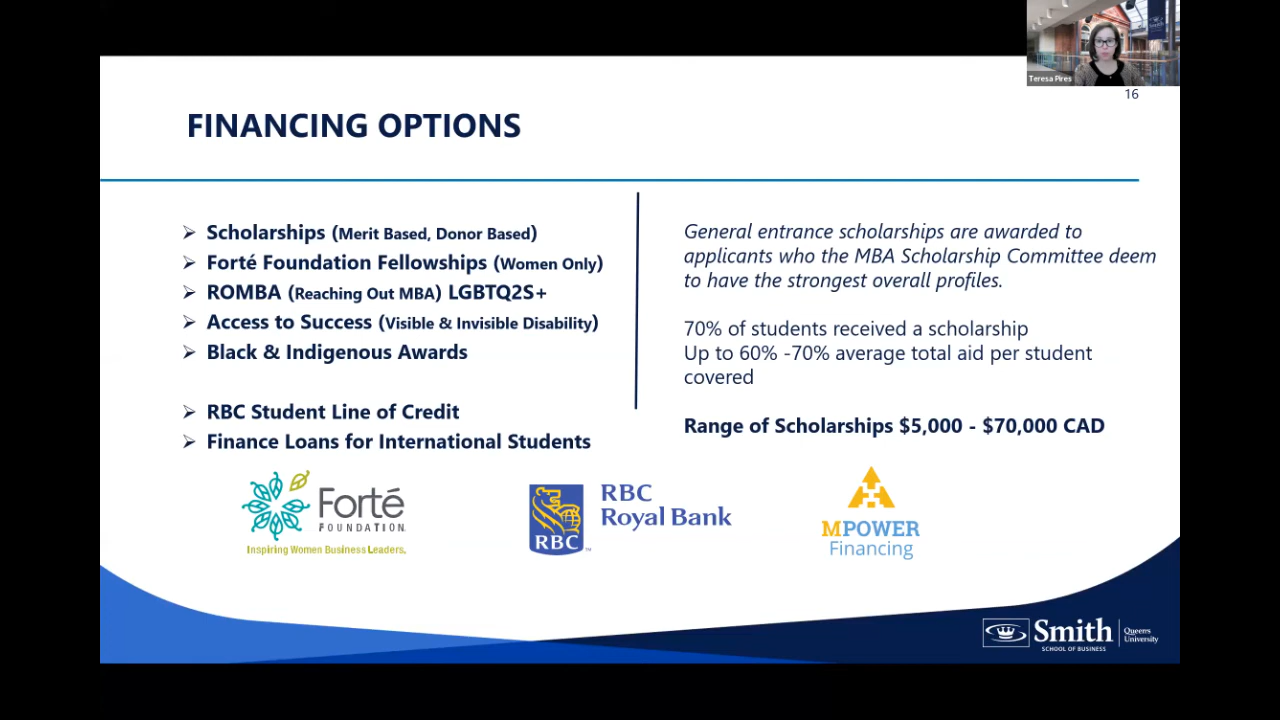 Smith
Teresa Pires
16
FINANCING OPTIONS
➢ Scholarships (Merit Based, Donor Based)
➢ Forté Foundation Fellowships (Women Only)
➢ ROMBA (Reaching Out MBA) LGBTQ2S+
➢ Access to Success (Visible & Invisible Disability)
➢ Black & Indigenous Awards
➢ RBC Student Line of Credit
➢ Finance Loans for International Students
General entrance scholarships are awarded to
applicants who the MBA Scholarship Committee deem
to have the strongest overall profiles.
70% of students received a scholarship
Up to 60% -70% average total aid per student
covered
Range of Scholarships $5,000 - $70,000 CAD
Forté
FOUNDATION
Inspiring Women Business Leaders.
RBC
RBC
Royal Bank
TM
MPOWER
Financing
Smith
SCHOOL OF BUSINESS
Queens
University